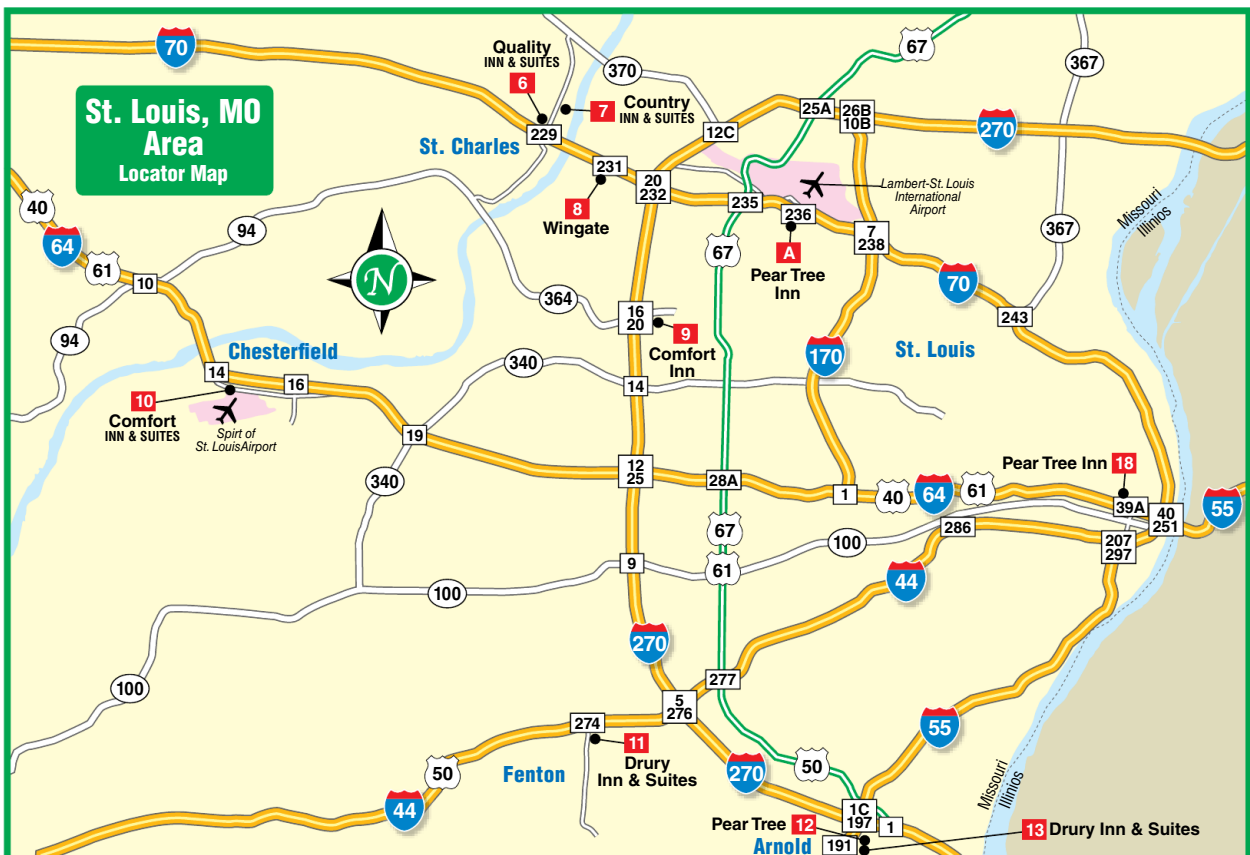 70
Quality
INN & SUITES
6
370
67
367
St. Louis, MO
Area
Locator Map
7
Country
INN & SUITES
229
12C
25A
26B
10B
270
St. Charles
231
20
232
8
Wingate
235
236
Lambert-St. Louis
International
Airport
Missouri
Illinios
40
64
61
94
67
A
Pear Tree
Inn
7
238
367
70
N
10
364
16
20
9
Comfort
Inn
243
94
Chesterfield
340
170
St. Louis
14
16
14
10
Comfort
INN & SUITES
Spirt of
St. LouisAirport
19
12
25
28A
1
40
64
61
Pear Tree Inn 18
39A
40
251
55
340
67
286
207
297
100
9
61
44
100
270
100
277
5
276
274
11
Drury
Inn & Suites
55
50
Fenton
270
50
44
Missouri
Illinios
1C
197
1
Pear Tree 12
13 Drury Inn & Suites
Arnold
191